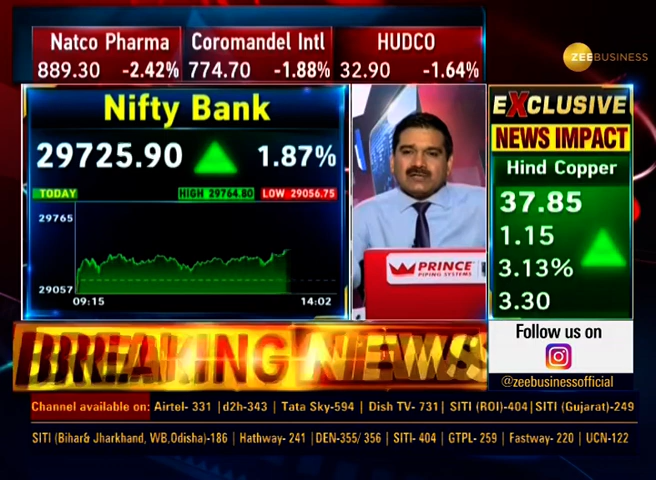 Natco Pharma
889.30 -2.42%
Coromandel Intl
774.70 -1.88%
HUDCO
32.90 -1.64%
ZEEBUSINESS
Nifty Bank
29725.90 1.87%
TODAY HIGH 29764.80 LOW 29056.75
29765
29057
09:15 14:02
PRINCE
PIPING SYSTEMS
EXCLUSIVE
NEWS IMPACT
Hind Copper
37.85
1.15
3.13%
3.30
BREAKING NEWS
Follow us on
@zeebusinessofficial
Channel available on: Airtel- 331 | d2h-343 | Tata Sky-594 | Dish TV- 731| SITI (ROI)-404| SITI (Gujarat)-249
SITI (Bihar& Jharkhand, WB,Odisha)-186 | Hathway- 241 |DEN-355/ 356 | SITI- 404 | GTPL- 259 | Fastway- 220 | UCN-122